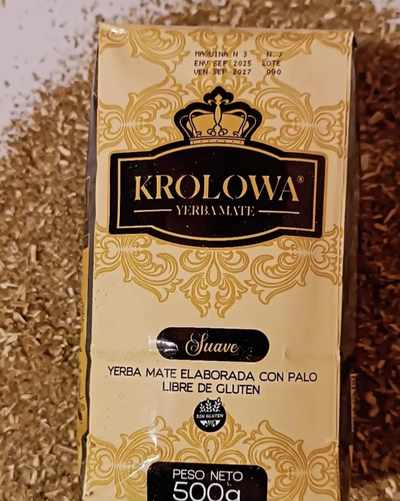 MAQUINA N 3 N.J
ENV SEP 2025 LOTE
VEN SEP 2027 090
KROLOWA®
YERBA MATE
Suave
YERBA MATE ELABORADA CON PALO
LIBRE DE GLUTEN
SIN GLUTEN
PESO NETO
500g